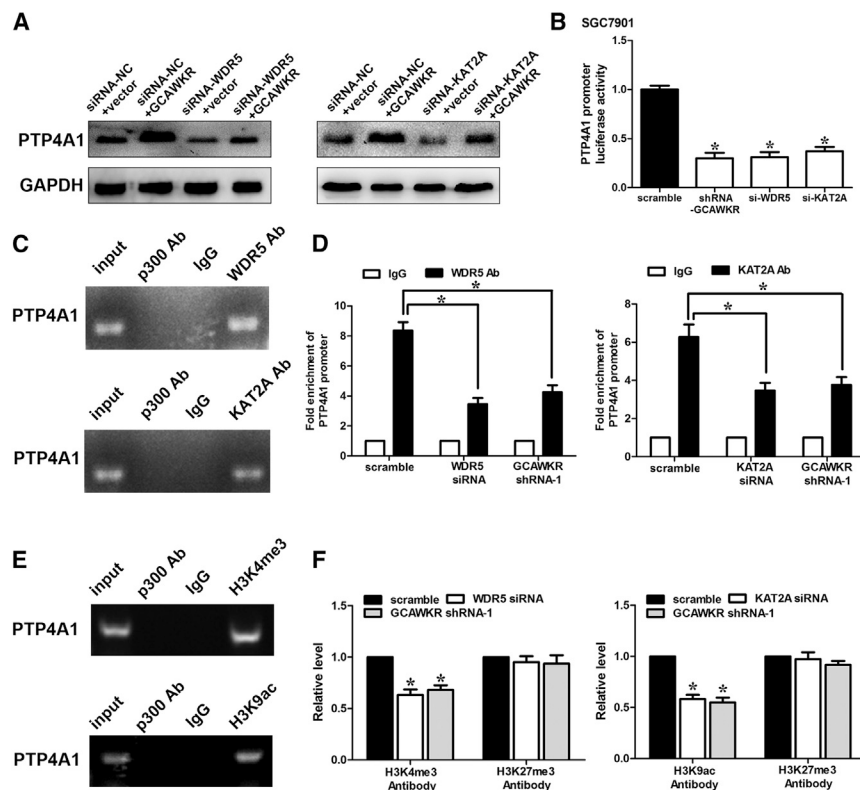 A
siRNA-NC
+vector
siRNA-NC
+GCAWKR
siRNA-WDR5
+vector
siRNA-WDR5
+GCAWKR
siRNA-NC
+vector
siRNA-NC
+GCAWKR
siRNA-KAT2A
+vector
siRNA-KAT2A
+GCAWKR
PTP4A1
GAPDH
B
SGC7901
PTP4A1 promoter
luciferase activity
1.5
1.0
0.5
0.0
*
*
*
scramble
shRNA
-GCAWKR
si-WDR5
si-KAT2A
C
input
p300 Ab
IgG
WDR5 Ab
PTP4A1
input
p300 Ab
IgG
KAT2A Ab
PTP4A1
D
IgG
WDR5 Ab
Fold enrichment of
PTP4A1 promoter
10
8
6
4
2
0
*
*
scramble
WDR5
siRNA
GCAWKR
shRNA-1
IgG
KAT2A Ab
Fold enrichment of
PTP4A1 promoter
8
6
4
2
0
*
*
scramble
KAT2A
siRNA
GCAWKR
shRNA-1
E
input
p300 Ab
IgG
H3K4me3
PTP4A1
input
p300 Ab
IgG
H3K9ac
PTP4A1
F
scramble
WDR5 siRNA
GCAWKR shRNA-1
Relative level
1.5
1.0
0.5
0.0
*
*
H3K4me3
Antibody
H3K27me3
Antibody
scramble
KAT2A siRNA
GCAWKR shRNA-1
Relative level
1.5
1.0
0.5
0.0
*
*
H3K9ac
Antibody
H3K27me3
Antibody